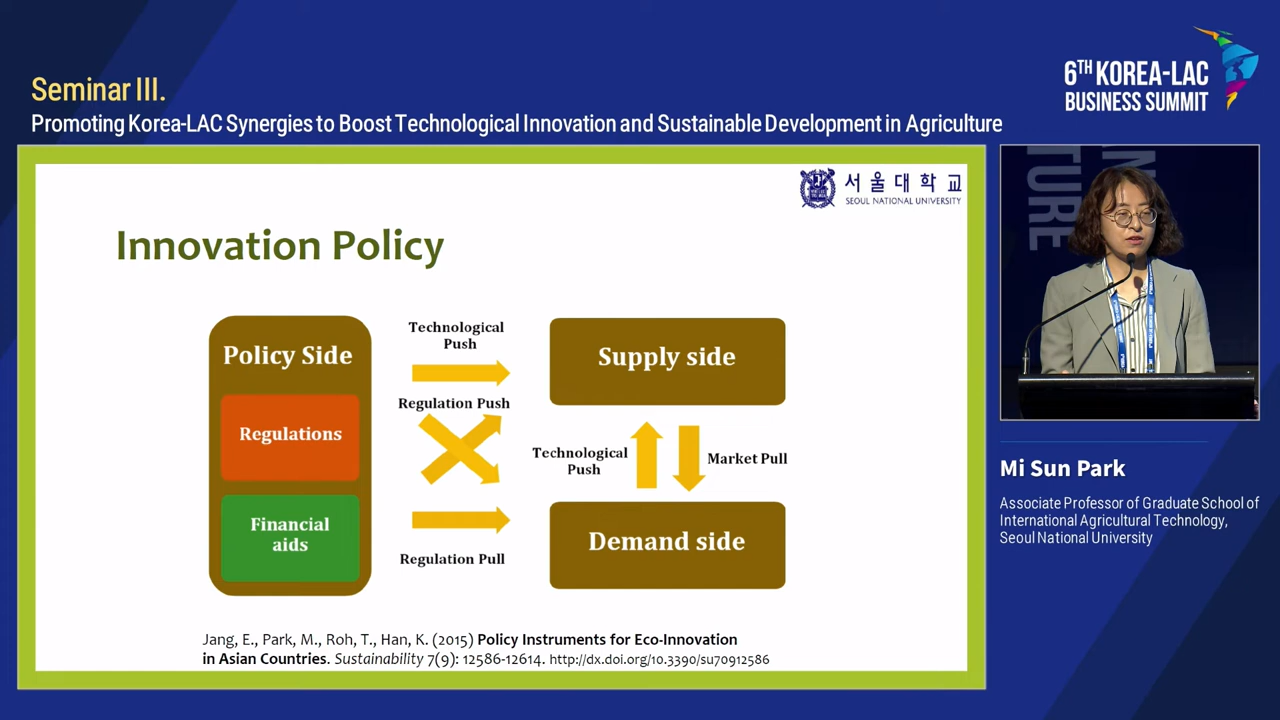 Seminar III.
Promoting Korea-LAC Synergies to Boost Technological Innovation and Sustainable Development in Agriculture
6TH KOREA-LAC
BUSINESS SUMMIT
서울대학교
SEOUL NATIONAL UNIVERSITY
Innovation Policy
Policy Side
Regulations
Financial
aids
Technological
Push
Regulation Push
Regulation Pull
Supply side
Technological
Push
Market Pull
Demand side
Jang, E., Park, M., Roh, T., Han, K. (2015) Policy Instruments for Eco-Innovation
in Asian Countries. Sustainability 7(9): 12586-12614. http://dx.doi.org/10.3390/su70912586
TURE
Mi Sun Park
Associate Professor of Graduate School of
International Agricultural Technology,
Seoul National University